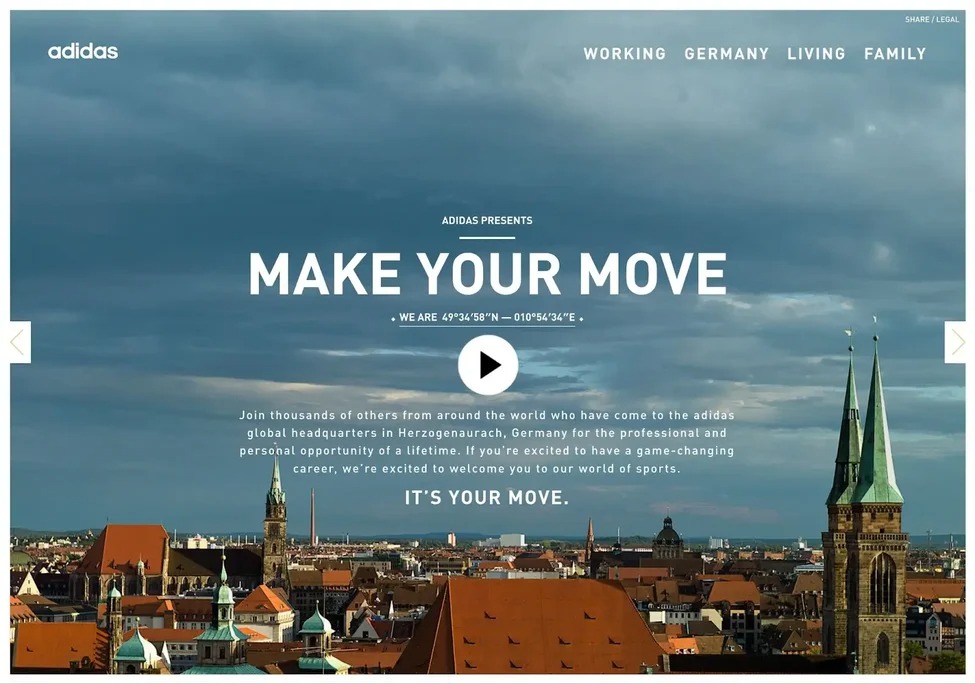 SHARE / LEGAL
adidas
WORKING GERMANY LIVING FAMILY
ADIDAS PRESENTS
MAKE YOUR MOVE
WE ARE 49°34'58"N — 010°54'34"E
Join thousands of others from around the world who have come to the adidas
global headquarters in Herzogenaurach, Germany for the professional and
personal opportunity of a lifetime. If you're excited to have a game-changing
career, we're excited to welcome you to our world of sports.
IT'S YOUR MOVE.